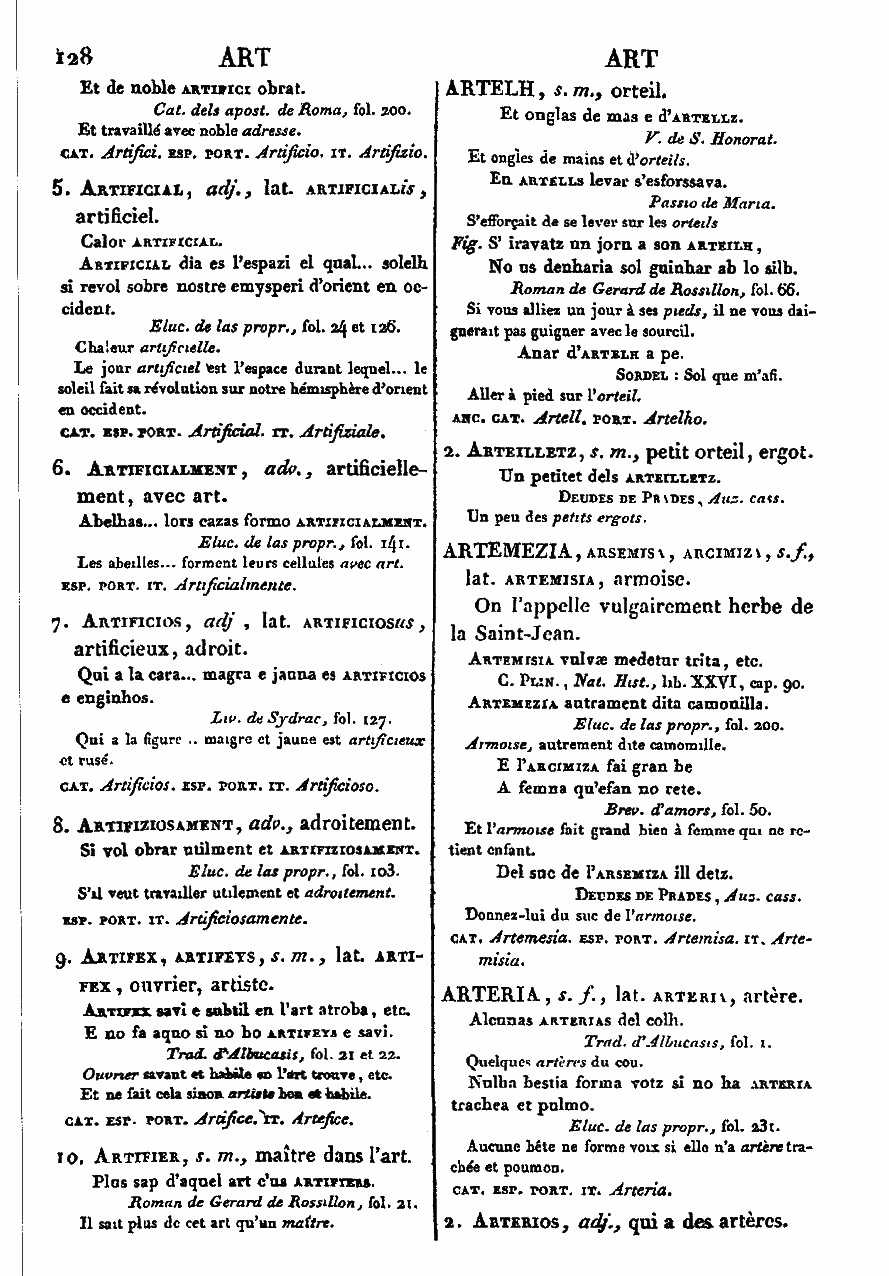 128 ART
Et de noble ARTIFICI obrat.
Cat. dels apost. de Roma, fol. 200.
Et travaillé avec noble adresse.
CAT. Artifici. ESP. PORT. Artificio. IT. Artifizio.
5. ARTIFICIAL, adj., lat. ARTIFICIALis,
artificiel.
Calor ARTIFICIAL.
ARTIFICIAL dia es l'espazi el qual... solelh
si revol sobre nostre emysperi d'orient en oc-
cident.
Eluc. de las propr., fol. 24 et 126.
Chaleur artificielle.
Le jour artificiel est l'espace durant lequel... le
soleil fait sa révolution sur notre hémisphère d'orient
en occident.
CAT. ESP. PORT. Artificial. IT. Artifiziale.
6. ARTIFICIALMENT, adv., artificielle-
ment, avec art.
Abelhas... lors cazas formo ARTIFICIALMENT.
Eluc. de las propr., fol. 141.
Les abeilles... forment leurs cellules avec art.
ESP. PORT. IT. Artificialmente.
7. ARTIFICIOS, adj , lat. ARTIFICIOSus,
artificieux, adroit.
Qui a la cara... magra e jauna es ARTIFICIOS
e enginhos.
Liv. de Sydrac, fol. 127.
Qui a la figure .. maigre et jaune est artificieux
et rusé.
CAT. Artificios. ESP. PORT. IT. Artificioso.
8. ARTIFIZIOSAMENT, adv., adroitement.
Si vol obrar utilment et ARTIFIZIOSAMENT.
Eluc. de las propr., fol. 103.
S'il veut travailler utilement et adroitement.
ESP. PORT. IT. Artificiosamente.
9. ARTIFEX, ARTIFEYS, s. m., lat. ARTI-
FEX, ouvrier, artiste.
ARTIFEX savi e subtil en l'art atroba, etc.
E no fa aquo si no bo ARTIFEYS e savi.
Trad. d'Albucasis, fol. 21 et 22.
Ouvrier savant et habile en l'art trouve, etc.
Et ne fait cela sinon artiste bon et habile.
CAT. ESP. PORT. Artifice. IT. Artefice.
10. ARTIFIER, s. m., maître dans l'art.
Plus sap d'aquel art c'us ARTIFIERS.
Roman de Gerard de Rossillon, fol. 21.
Il sait plus de cet art qu'un maître.
ART
ARTELH, s. m., orteil.
Et onglas de mas e d'ARTELLZ.
V. de S. Honorat.
Et ongles de mains et d'orteils.
En ARTELLS levar s'esforssava.
Passio de Maria.
S'efforçait de se lever sur les orteils
Fig. S' iravatz un jorn a son ARTEILH,
No us denharia sol guinhar ab lo silh.
Roman de Gerard de Rossillon, fol. 66.
Si vous alliez un jour à ses pieds, il ne vous dai-
gnerait pas guigner avec le sourcil.
Anar d'ARTELH a pe.
SORDEL : Sol que m'afi.
Aller à pied sur l'orteil.
ANC. CAT. Artell. PORT. Artelho.
2. ARTEILLETZ, s. m., petit orteil, ergot.
Un petitet dels ARTEILLETZ.
DEUDES DE PRADES, Auz. cass.
Un peu des petits ergots.
ARTEMEZIA, ARSEMISA, ARCIMIZA, s. f.,
lat. ARTEMISIA, armoise.
On l'appelle vulgairement herbe de
la Saint-Jean.
ARTEMISIA vulvæ medetur trita, etc.
C. PLIN., Nat. Hist., lib. XXVI, cap. 90.
ARTEMEZIA autrament dita camomilla.
Eluc. de las propr., fol. 200.
Armoise, autrement dite camomille.
E l'ARCIMIZA fai gran be
A femna qu'efan no rete.
Brev. d'amors, fol. 50.
Et l'armoise fait grand bien à femme qui ne re-
tient enfant.
Del suc de l'ARSEMIZA ill detz.
DEUDES DE PRADES, Auz. cass.
Donnez-lui du suc de l'armoise.
CAT. Artemesia. ESP. PORT. Artemisa. IT. Arte-
misia.
ARTERIA, s. f., lat. ARTERIA, artère.
Alcunas ARTERIAS del colh.
Trad. d'Albucasis, fol. 1.
Quelques artères du cou.
Nulha bestia forma votz si no ha ARTERIA
trachea et pulmo.
Eluc. de las propr., fol. 231.
Aucune bête ne forme voix si elle n'a artère tra-
chée et poumon.
CAT. ESP. PORT. IT. Arteria.
2. ARTERIOS, adj., qui a des artères.